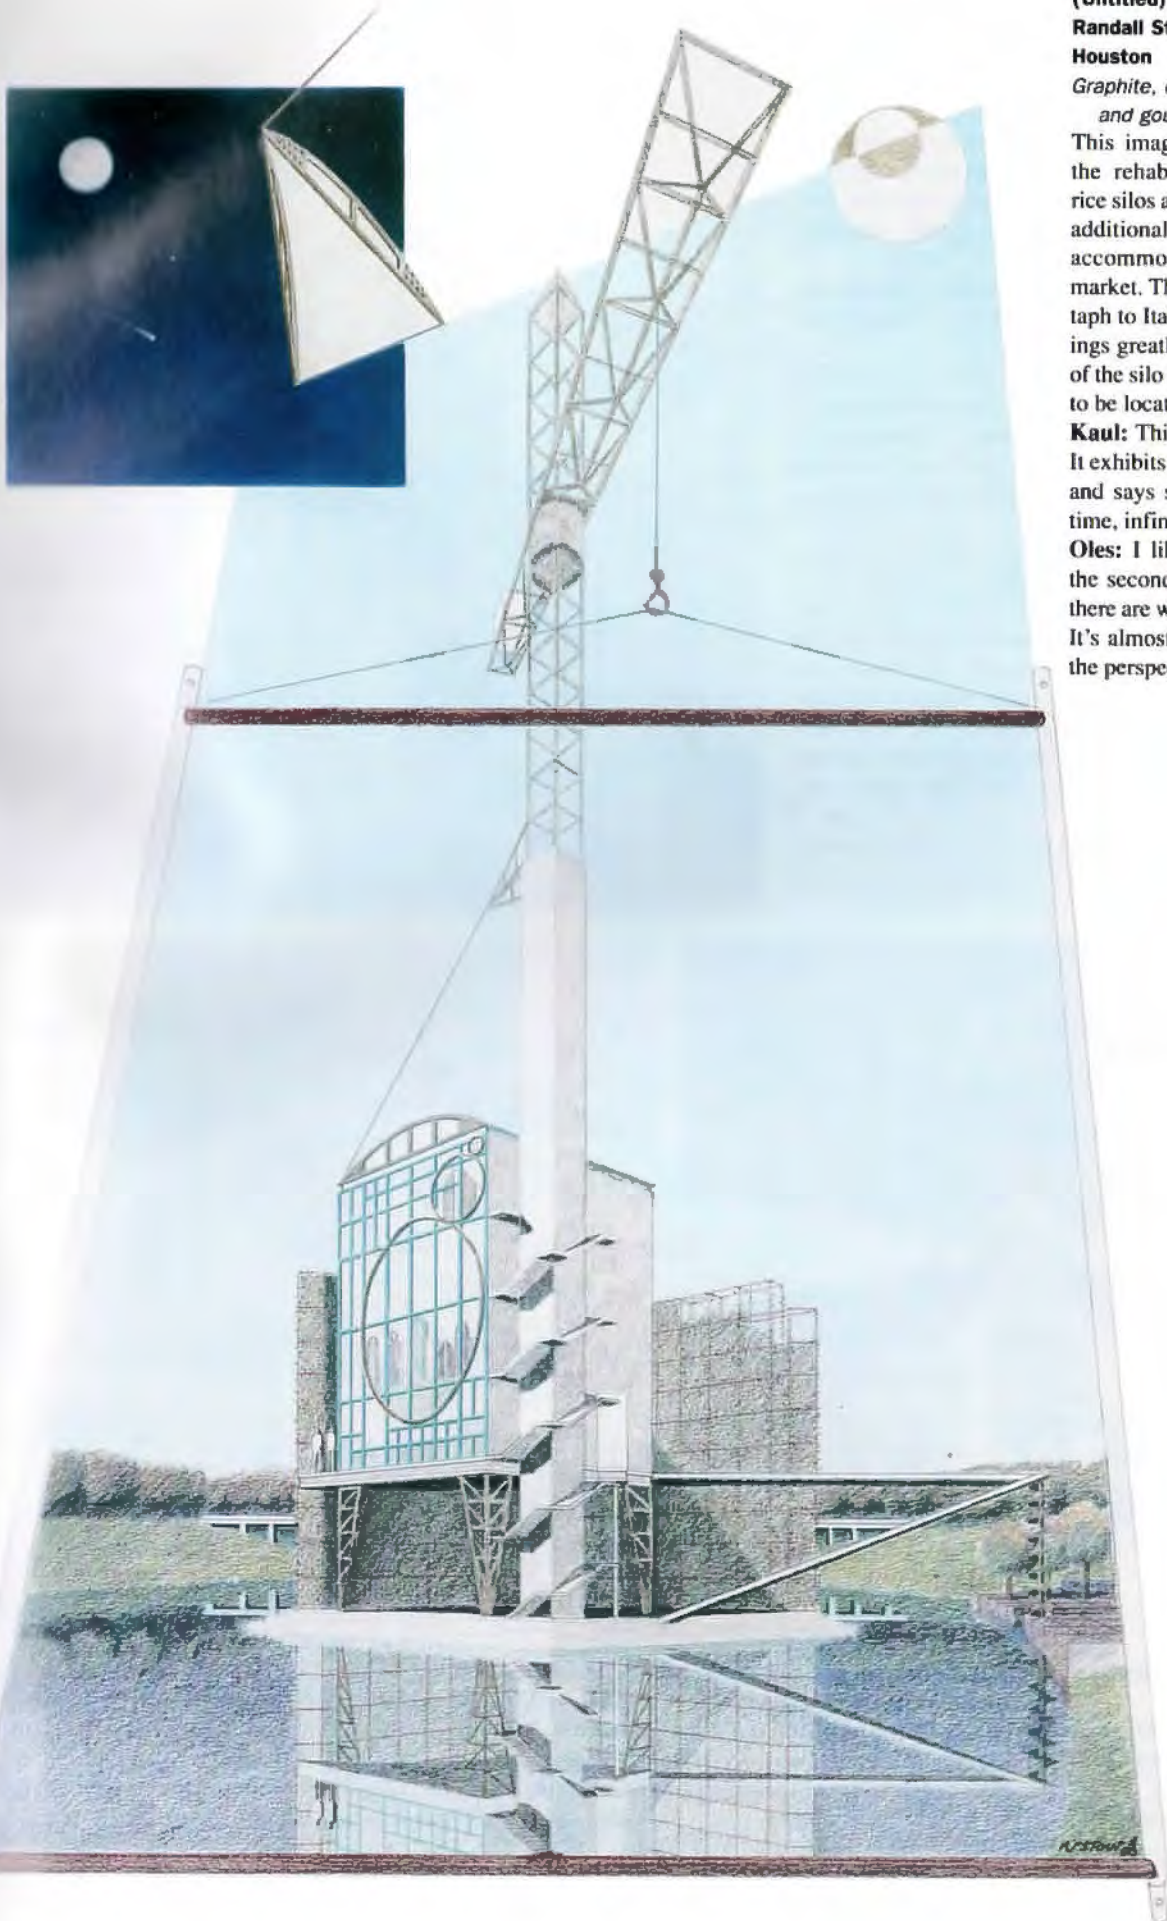 (Untitled)
Randall St
Houston
Graphite,
and gou
This imag
the rehab
rice silos a
additional
accommo
market. Th
taph to Ita
ings greatl
of the silo
to be locat
Kaul: Thi
It exhibits
and says s
time, infin
Oles: I lik
the second
there are w
It's almost
the perspe